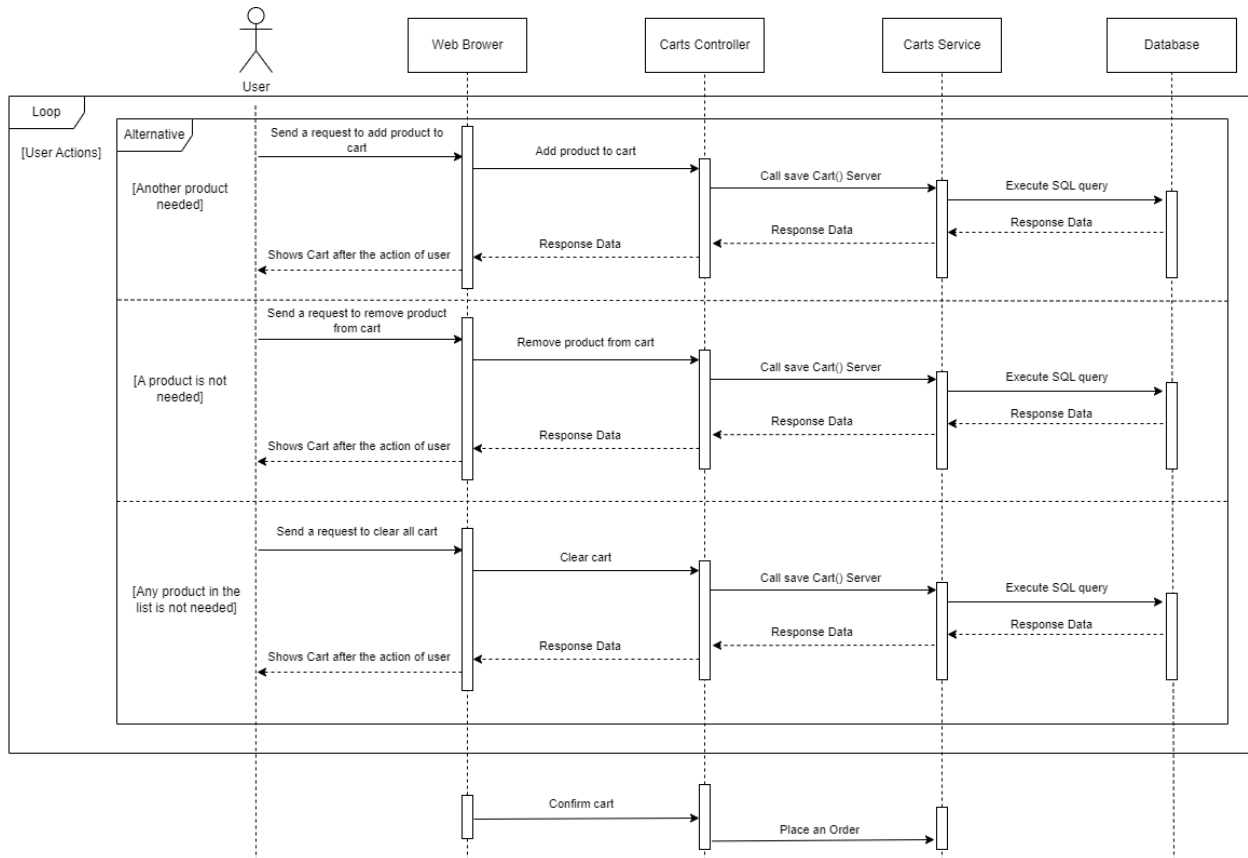 User
Web Brower
Carts Controller
Carts Service
Database
Loop
[User Actions]
Alternative
[Another product
needed]
Send a request to add product to
cart
Add product to cart
Call save Cart() Server
Execute SQL query
Response Data
Response Data
Response Data
Shows Cart after the action of user
[A product is not
needed]
Send a request to remove product
from cart
Remove product from cart
Call save Cart() Server
Execute SQL query
Response Data
Response Data
Response Data
Shows Cart after the action of user
[Any product in the
list is not needed]
Send a request to clear all cart
Clear cart
Call save Cart() Server
Execute SQL query
Response Data
Response Data
Response Data
Shows Cart after the action of user
Confirm cart
Place an Order